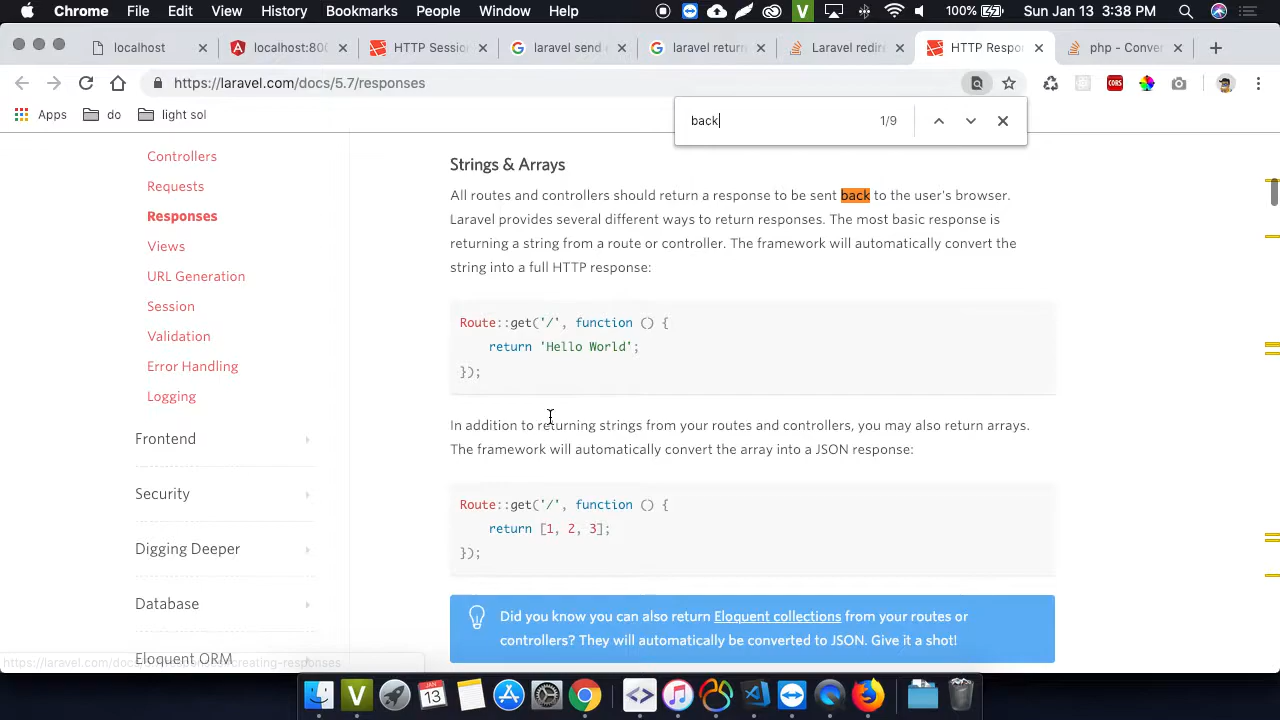 Chrome File Edit View History Bookmarks People Window Help 100% Sun Jan 13 3:38 PM
localhost localhost:800 HTTP Sessio laravel send laravel return Laravel redir HTTP Respo php - Conver
https://laravel.com/docs/5.7/responses
Apps do light sol
back 1/9
Controllers
Requests
Responses
Views
URL Generation
Session
Validation
Error Handling
Logging
Frontend
Security
Digging Deeper
Database
Eloquent ORM
Strings & Arrays
All routes and controllers should return a response to be sent back to the user's browser.
Laravel provides several different ways to return responses. The most basic response is
returning a string from a route or controller. The framework will automatically convert the
string into a full HTTP response:
Route::get('/', function () {
return 'Hello World';
});
In addition to returning strings from your routes and controllers, you may also return arrays.
The framework will automatically convert the array into a JSON response:
Route::get('/', function () {
return [1, 2, 3];
});
Did you know you can also return Eloquent collections from your routes or
controllers? They will automatically be converted to JSON. Give it a shot!